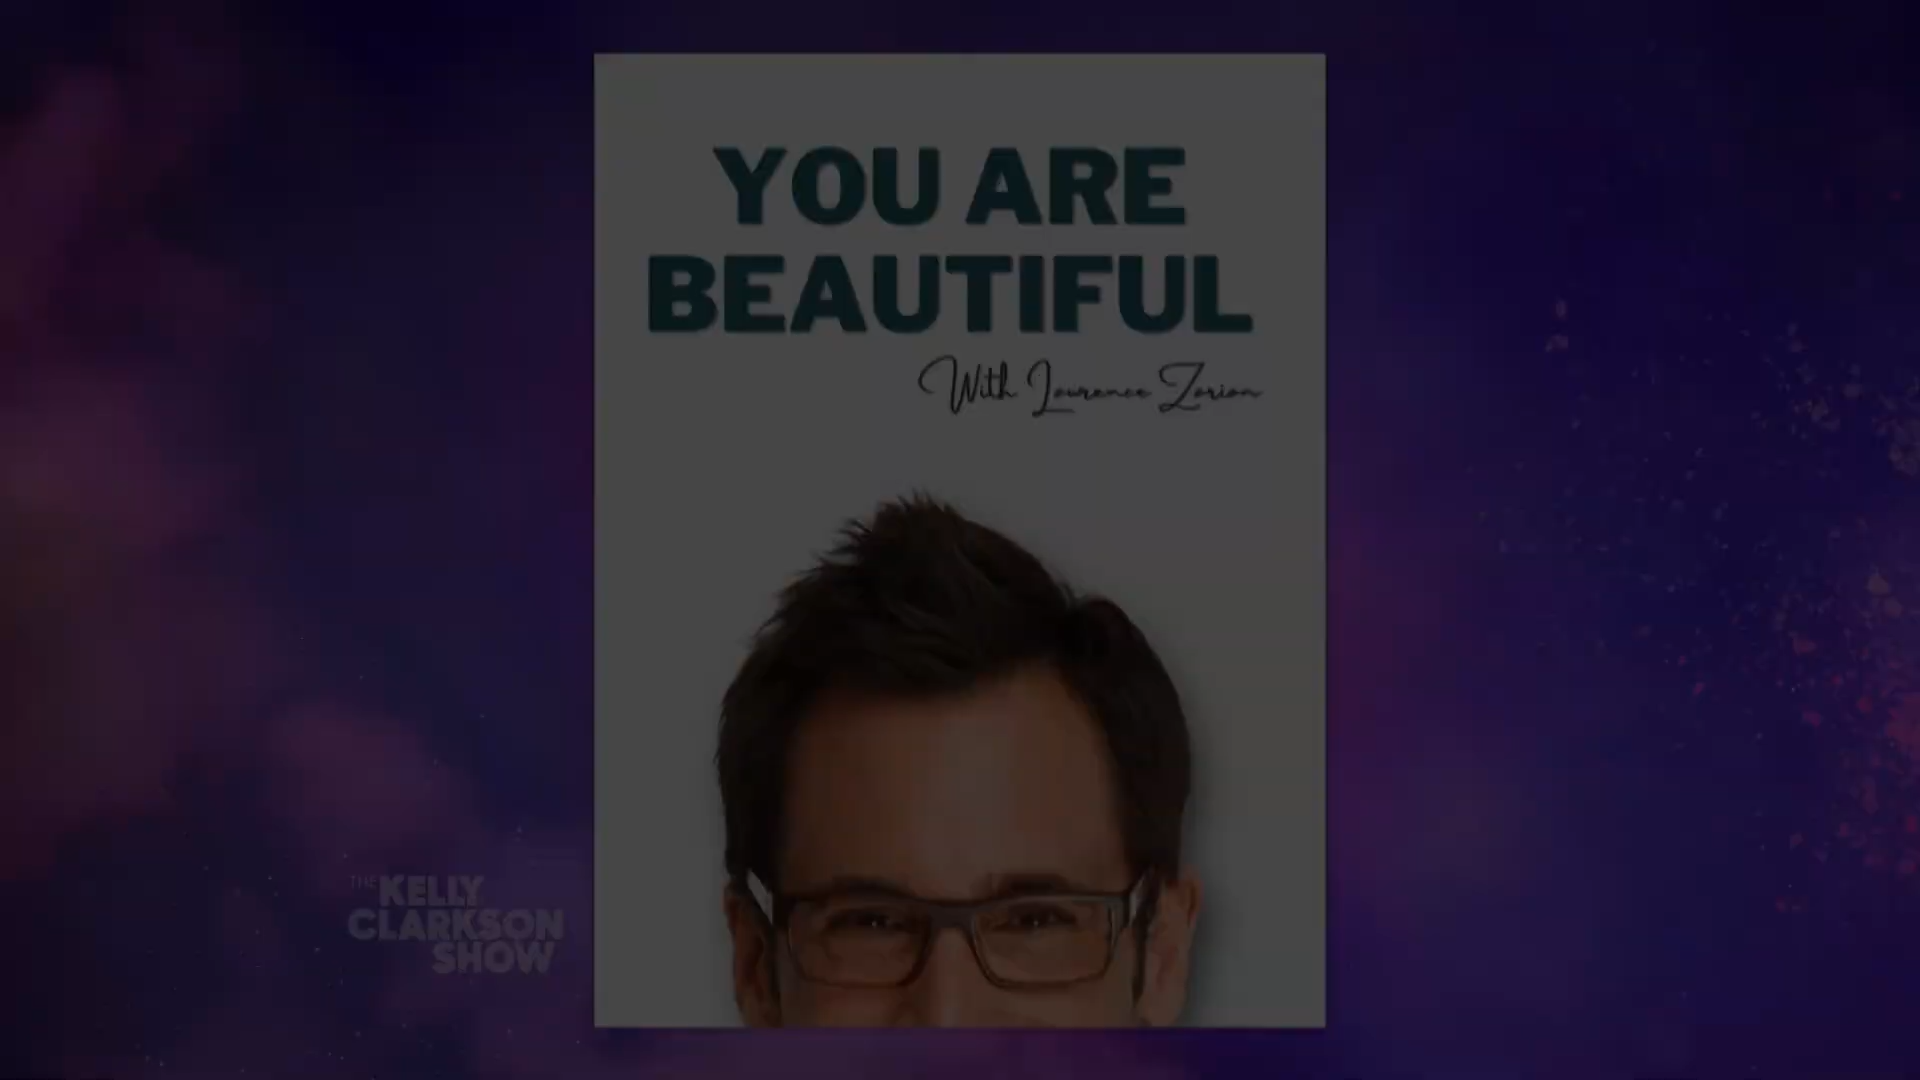 YOU ARE
BEAUTIFUL
With Lawrence Zarian
THE KELLY
CLARKSON
SHOW